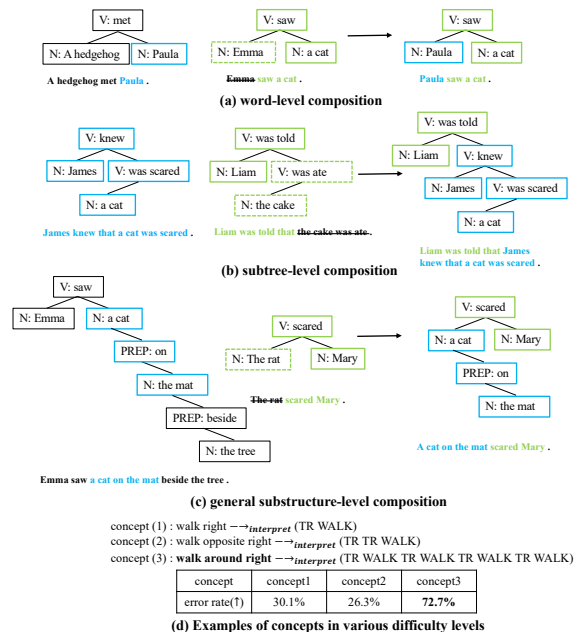 V: met
N: A hedgehog
N: Paula
A hedgehog met Paula .
V: saw
N: Emma
N: a cat
Emma saw a cat .
V: saw
N: Paula
N: a cat
Paula saw a cat .
(a) word-level composition
V: knew
N: James
V: was scared
N: a cat
James knew that a cat was scared .
V: was told
N: Liam
V: was ate
N: the cake
Liam was told that the cake was ate .
V: was told
N: Liam
V: knew
N: James
V: was scared
N: a cat
Liam was told that James
knew that a cat was scared .
(b) subtree-level composition
V: saw
N: Emma
N: a cat
PREP: on
N: the mat
PREP: beside
N: the tree
Emma saw a cat on the mat beside the tree .
V: scared
N: The rat
N: Mary
The rat scared Mary .
V: scared
N: a cat
N: Mary
PREP: on
N: the mat
A cat on the mat scared Mary .
(c) general substructure-level composition
concept (1) : walk right −→interpret (TR WALK)
concept (2) : walk opposite right −→interpret (TR TR WALK)
concept (3) : walk around right −→interpret (TR WALK TR WALK TR WALK TR WALK)
concept concept1 concept2 concept3
error rate(↑) 30.1% 26.3% 72.7%
(d) Examples of concepts in various difficulty levels